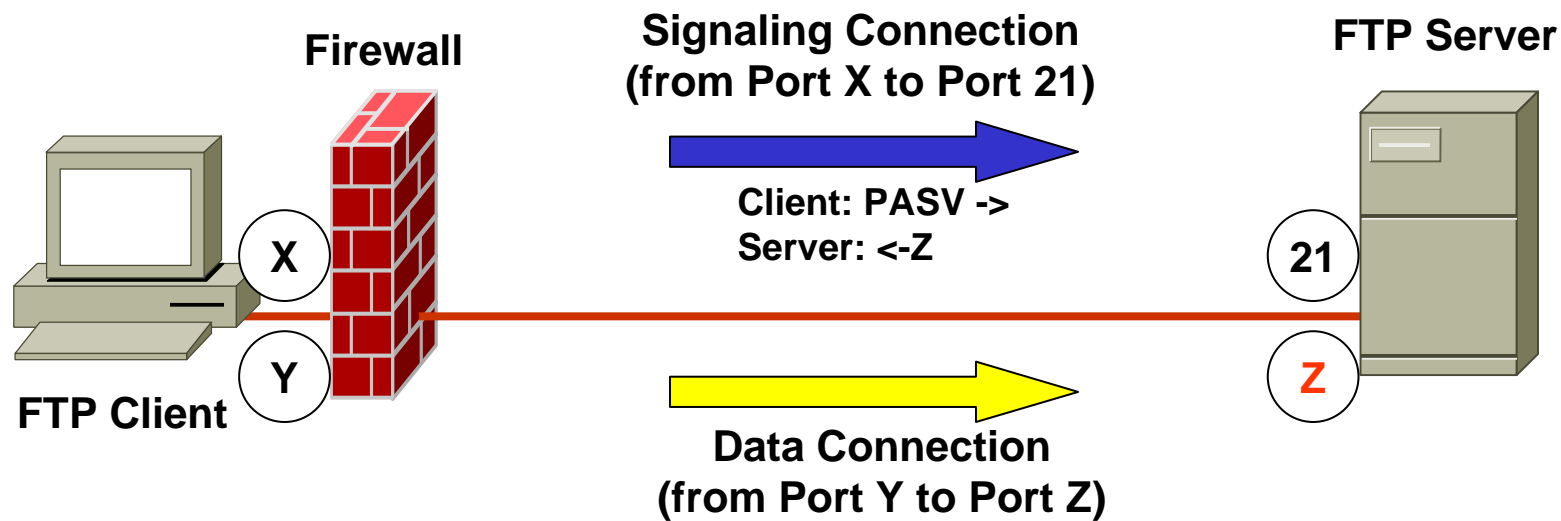 Firewall
Signaling Connection
(from Port X to Port 21)
FTP Server
Client: PASV ->
Server: <-Z
X
21
Y
Z
FTP Client
Data Connection
(from Port Y to Port Z)